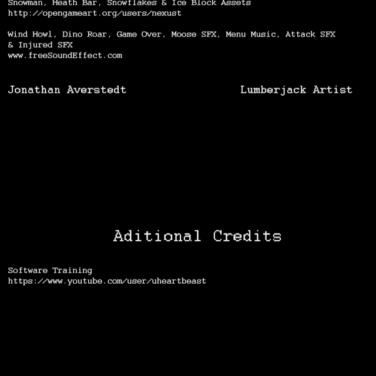 Snowman, Heath Bar, Snowflakes & Ice Block Assets
http://opengameart.org/users/nexust
Wind Howl, Dino Roar, Game Over, Moose SFX, Menu Music, Attack SFX
& Injured SFX
www.freeSoundEffect.com
Jonathan Averstedt Lumberjack Artist
Aditional Credits
Software Training
https://www.youtube.com/user/uheartbeast